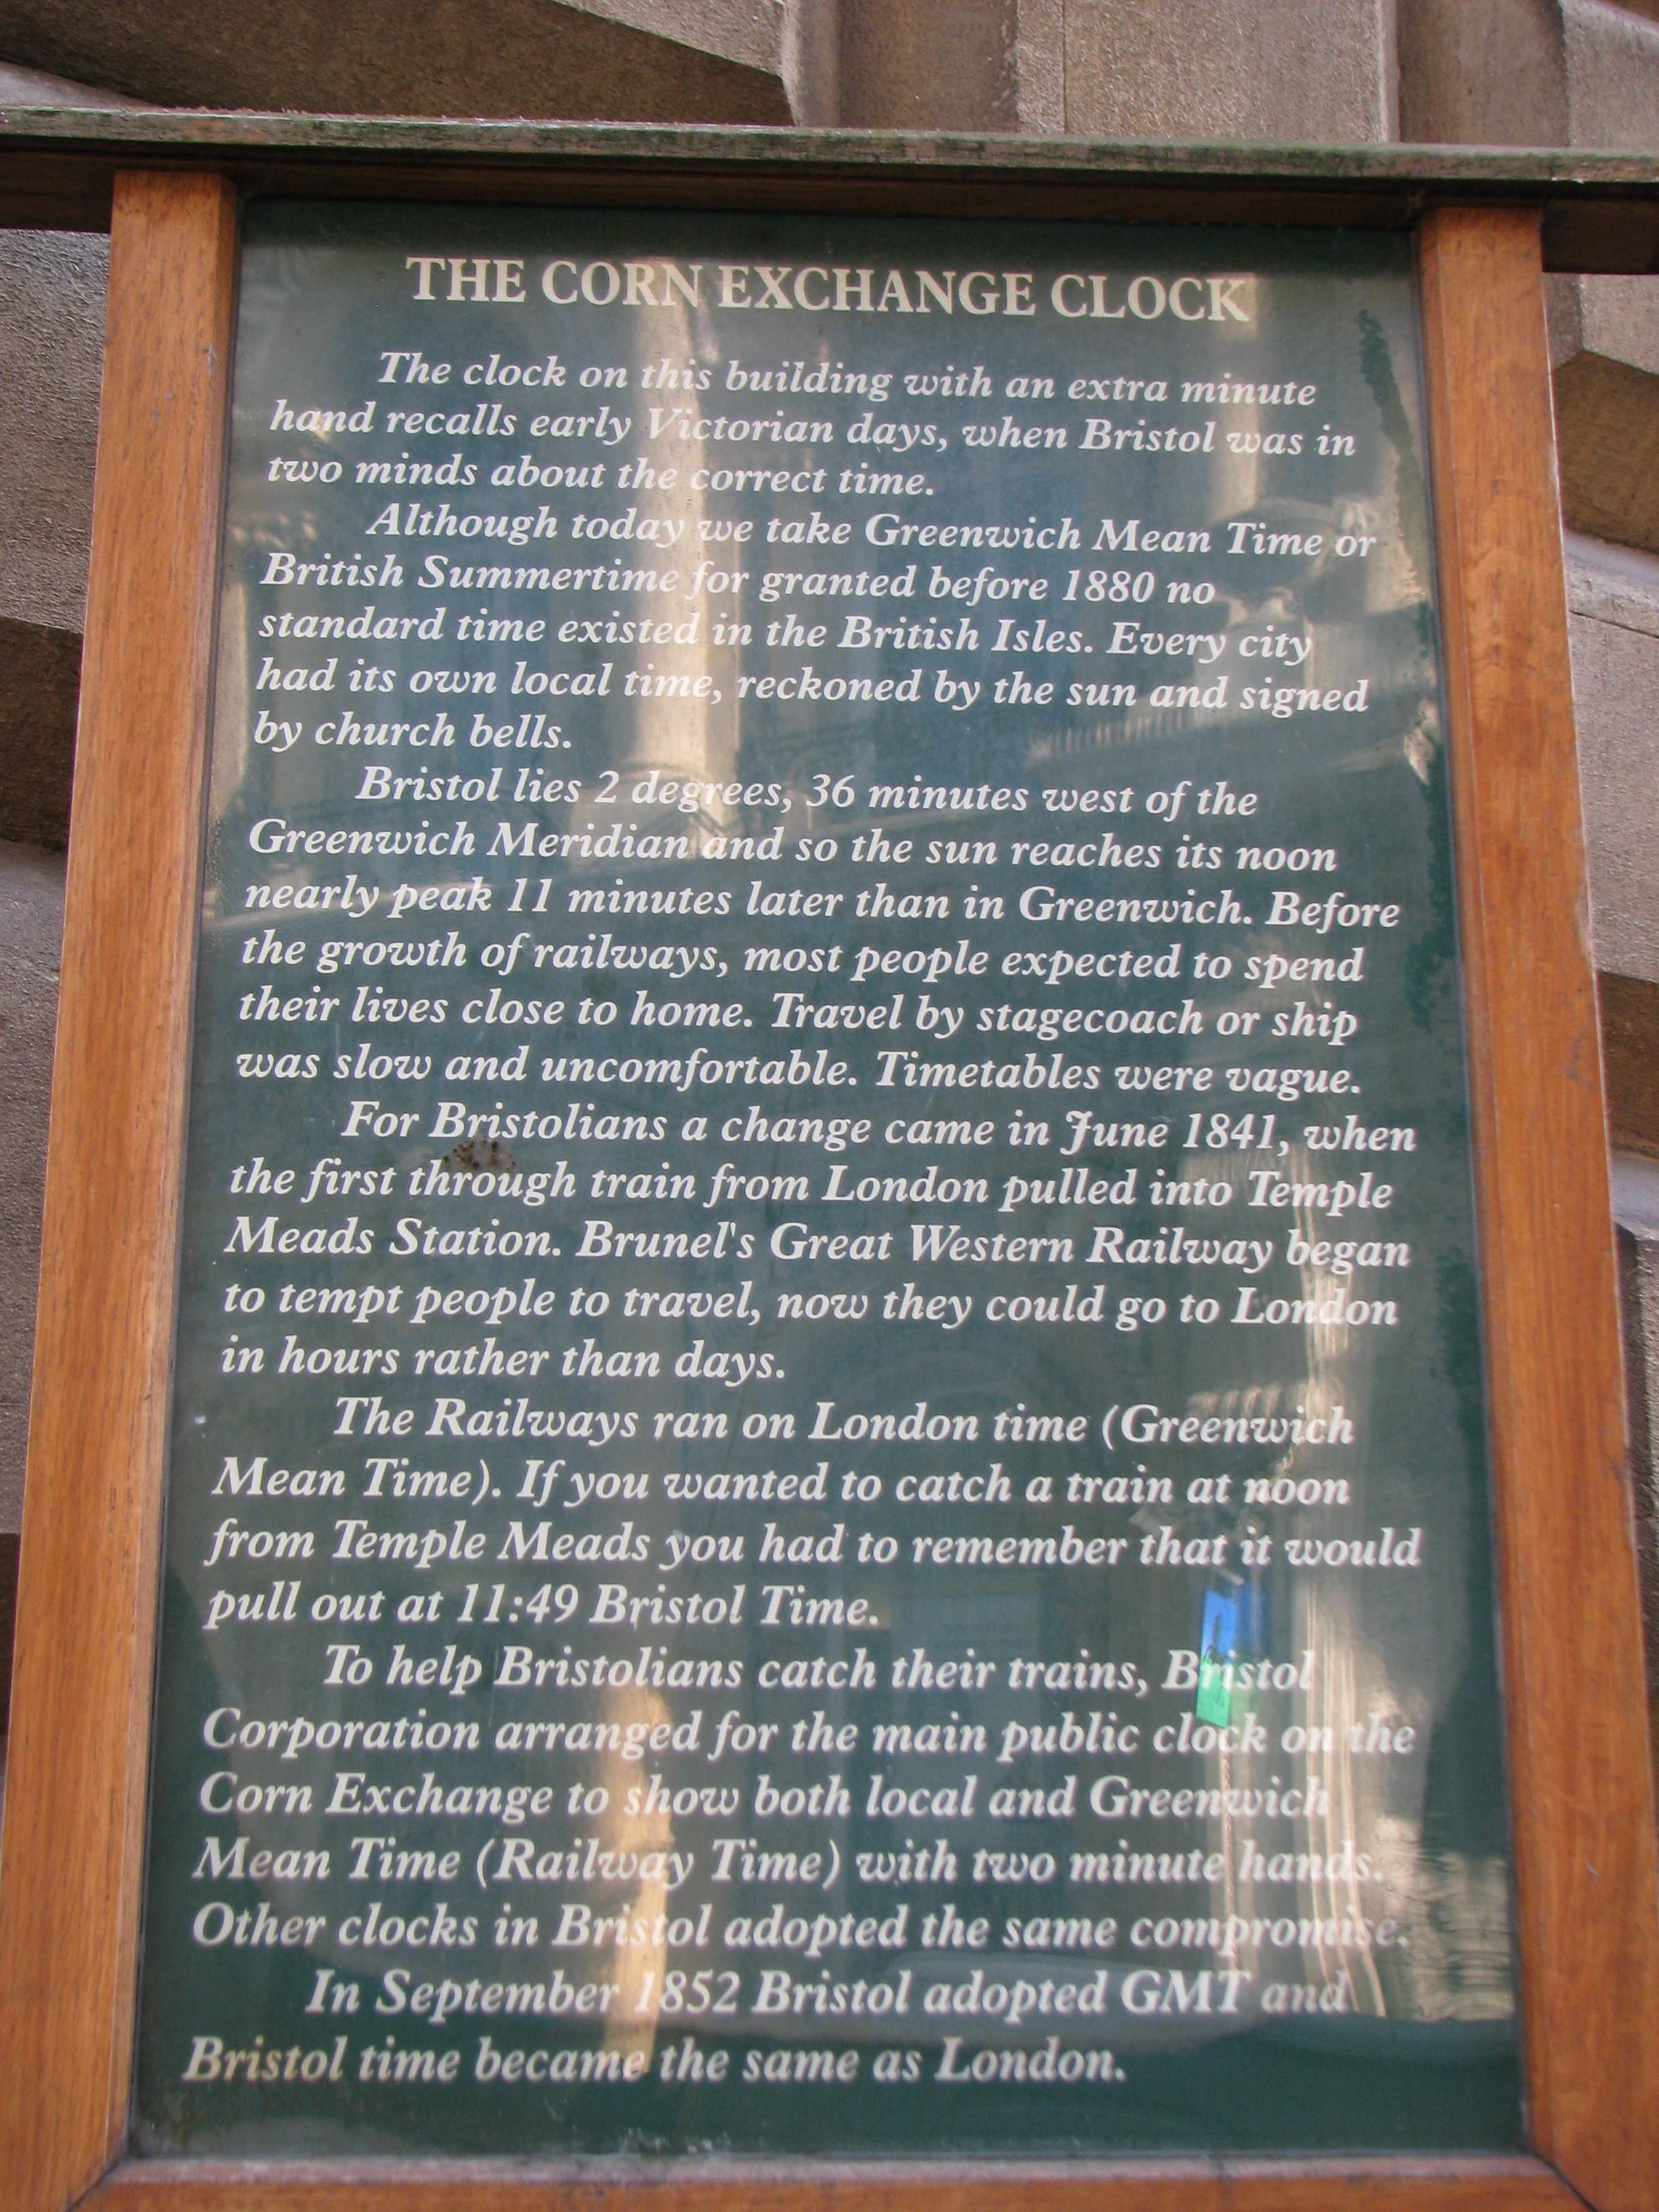 THE CORN EXCHANGE CLOCK
The clock on this building with an extra minute
hand recalls early Victorian days, when Bristol was in
two minds about the correct time.
Although today we take Greenwich Mean Time or
British Summertime for granted before 1880 no
standard time existed in the British Isles. Every city
had its own local time, reckoned by the sun and signed
by church bells.
Bristol lies 2 degrees, 36 minutes west of the
Greenwich Meridian and so the sun reaches its noon
nearly peak 11 minutes later than in Greenwich. Before
the growth of railways, most people expected to spend
their lives close to home. Travel by stagecoach or ship
was slow and uncomfortable. Timetables were vague.
For Bristolians a change came in June 1841, when
the first through train from London pulled into Temple
Meads Station. Brunel's Great Western Railway began
to tempt people to travel, now they could go to London
in hours rather than days.
The Railways ran on London time (Greenwich
Mean Time). If you wanted to catch a train at noon
from Temple Meads you had to remember that it would
pull out at 11:49 Bristol Time.
To help Bristolians catch their trains, Bristol
Corporation arranged for the main public clock on the
Corn Exchange to show both local and Greenwich
Mean Time (Railway Time) with two minute hands.
Other clocks in Bristol adopted the same compromise.
In September 1852 Bristol adopted GMT and
Bristol time became the same as London.